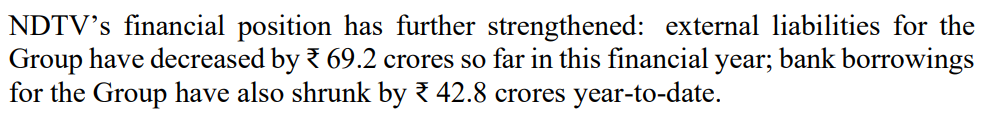 NDTV’s financial position has further strengthened: external liabilities for the
Group have decreased by ₹ 69.2 crores so far in this financial year; bank borrowings
for the Group have also shrunk by ₹ 42.8 crores year-to-date.